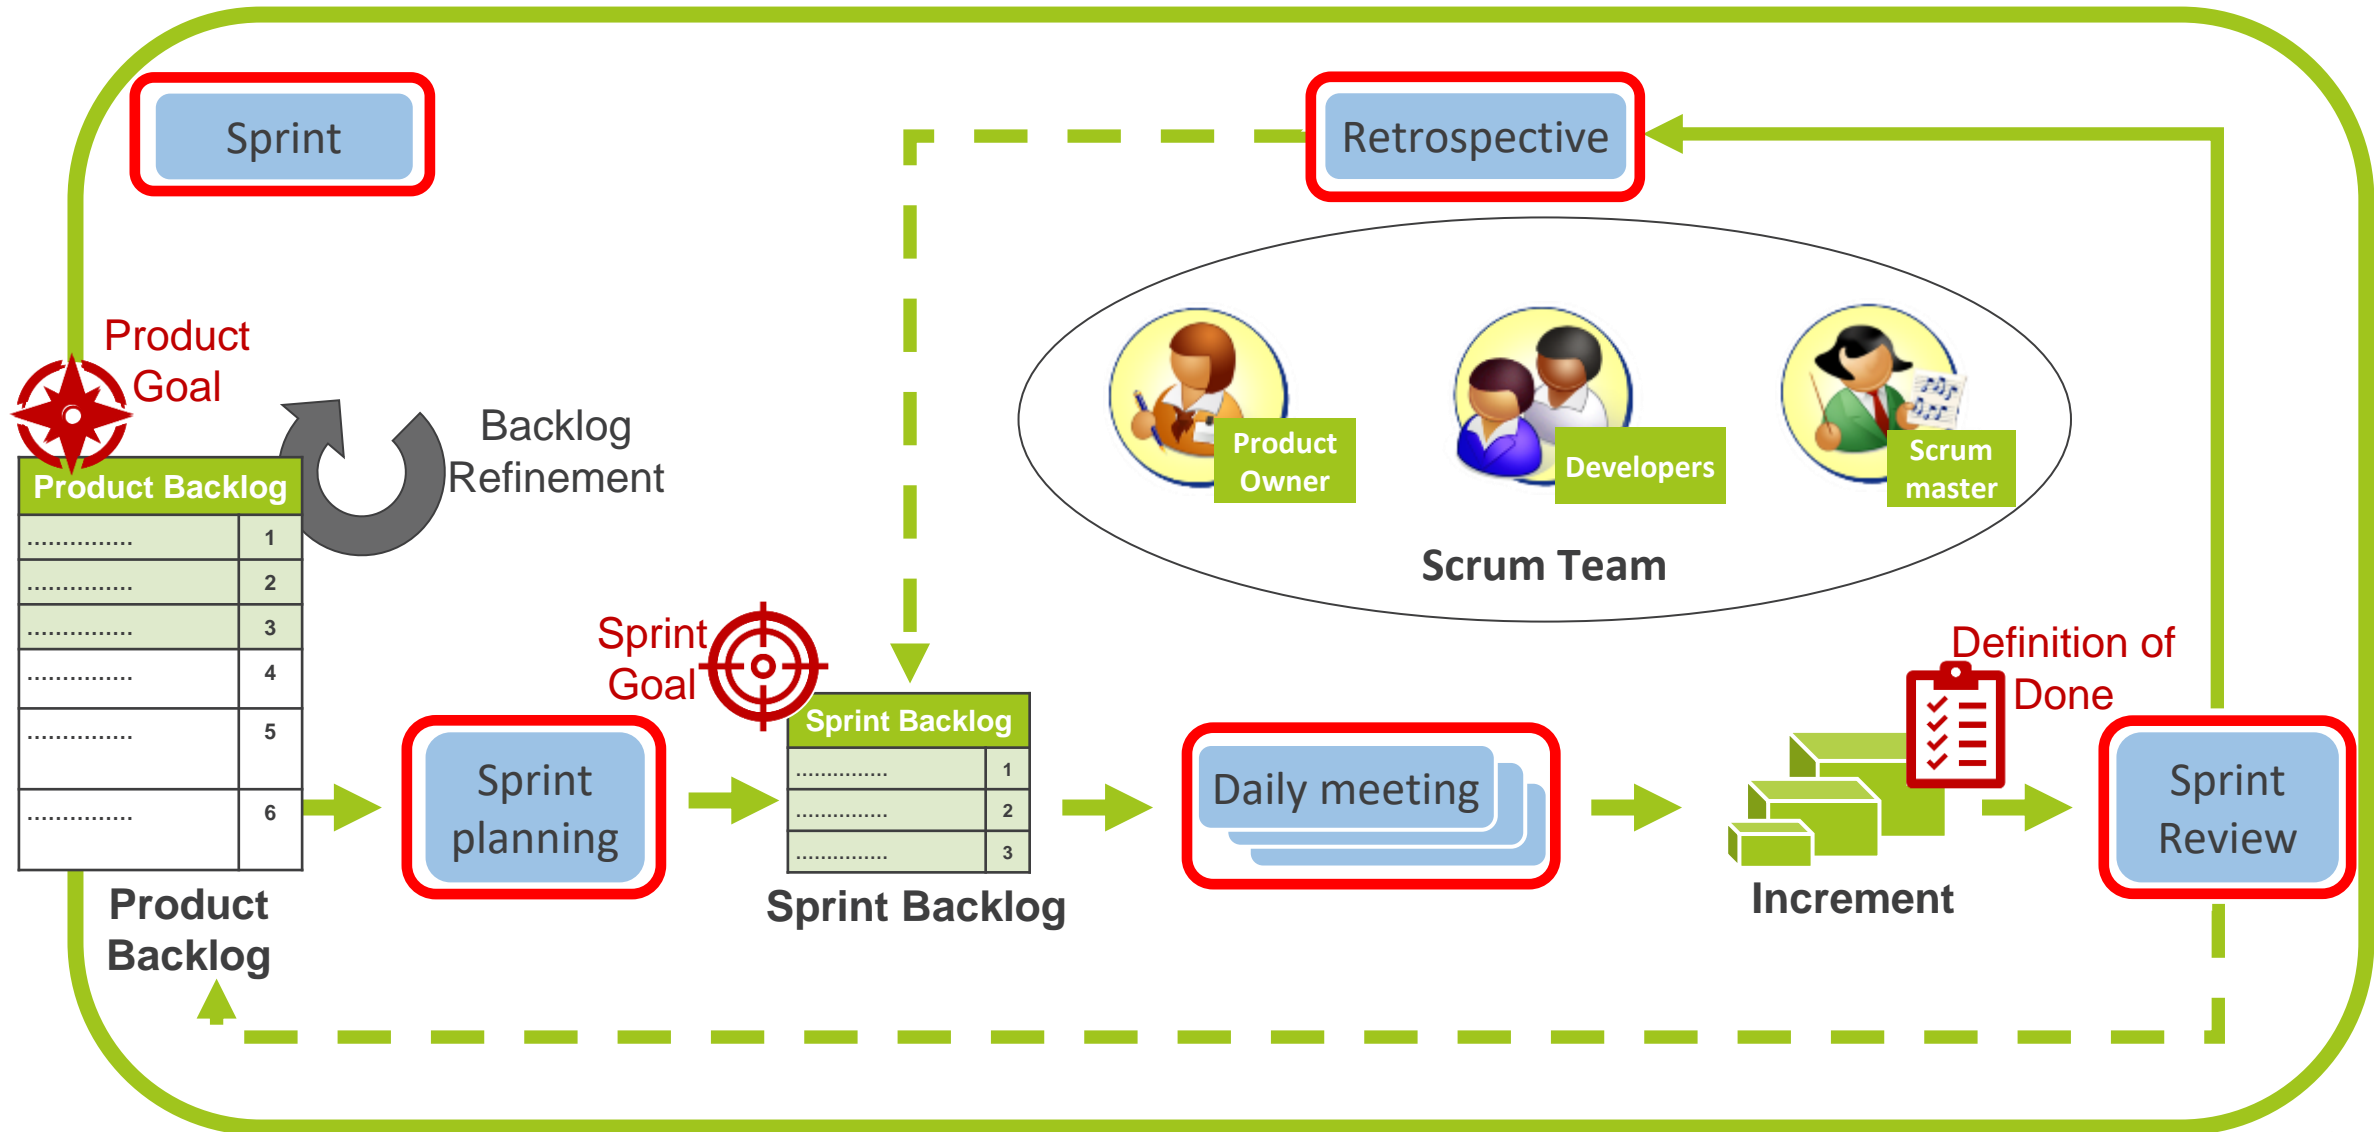 Sprint
Retrospective
Product
Goal
Backlog
Refinement
Product Backlog
............... 1
............... 2
............... 3
............... 4
............... 5
............... 6
Product
Backlog
Product
Owner
Developers
Scrum
master
Scrum Team
Sprint
Goal
Sprint
planning
Sprint Backlog
............... 1
............... 2
............... 3
Sprint Backlog
Daily meeting
Definition of
Done
Increment
Sprint
Review